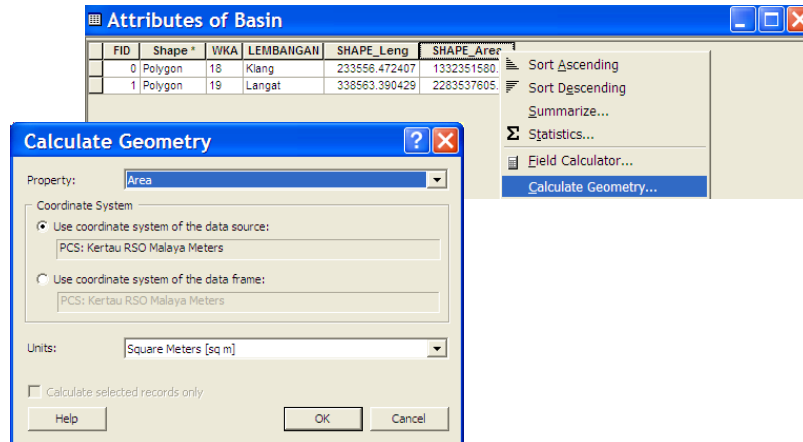 Attributes of Basin
FID Shape * WKA LEMBANGAN SHAPE_Leng SHAPE_Area
0 Polygon 18 Klang 233556.472407 1332351580.
1 Polygon 19 Langat 338563.390429 2283537605.
Sort Ascending
Sort Descending
Summarize...
Σ Statistics...
Field Calculator...
Calculate Geometry...
Calculate Geometry
Property: Area
Coordinate System
Use coordinate system of the data source:
PCS: Kertau RSO Malaya Meters
Use coordinate system of the data frame:
PCS: Kertau RSO Malaya Meters
Units: Square Meters [sq m]
Calculate selected records only
Help OK Cancel